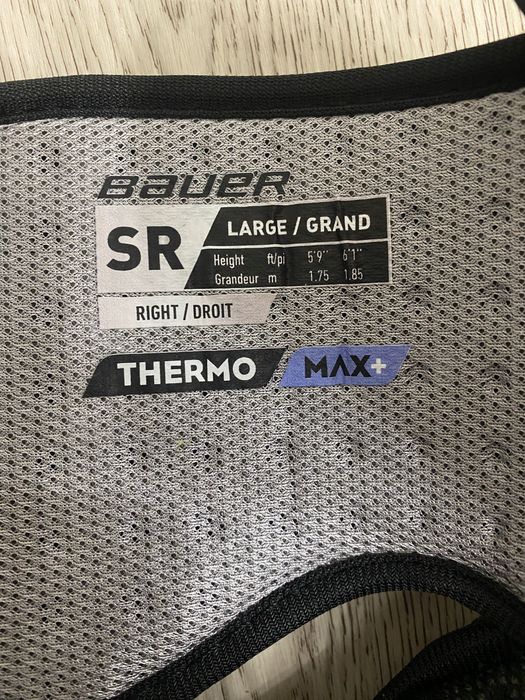 BAUER
SR
LARGE / GRAND
Height ft/pi 5'9'' 6'1''
Grandeur m 1.75 1.85
RIGHT / DROIT
THERMO MAX+